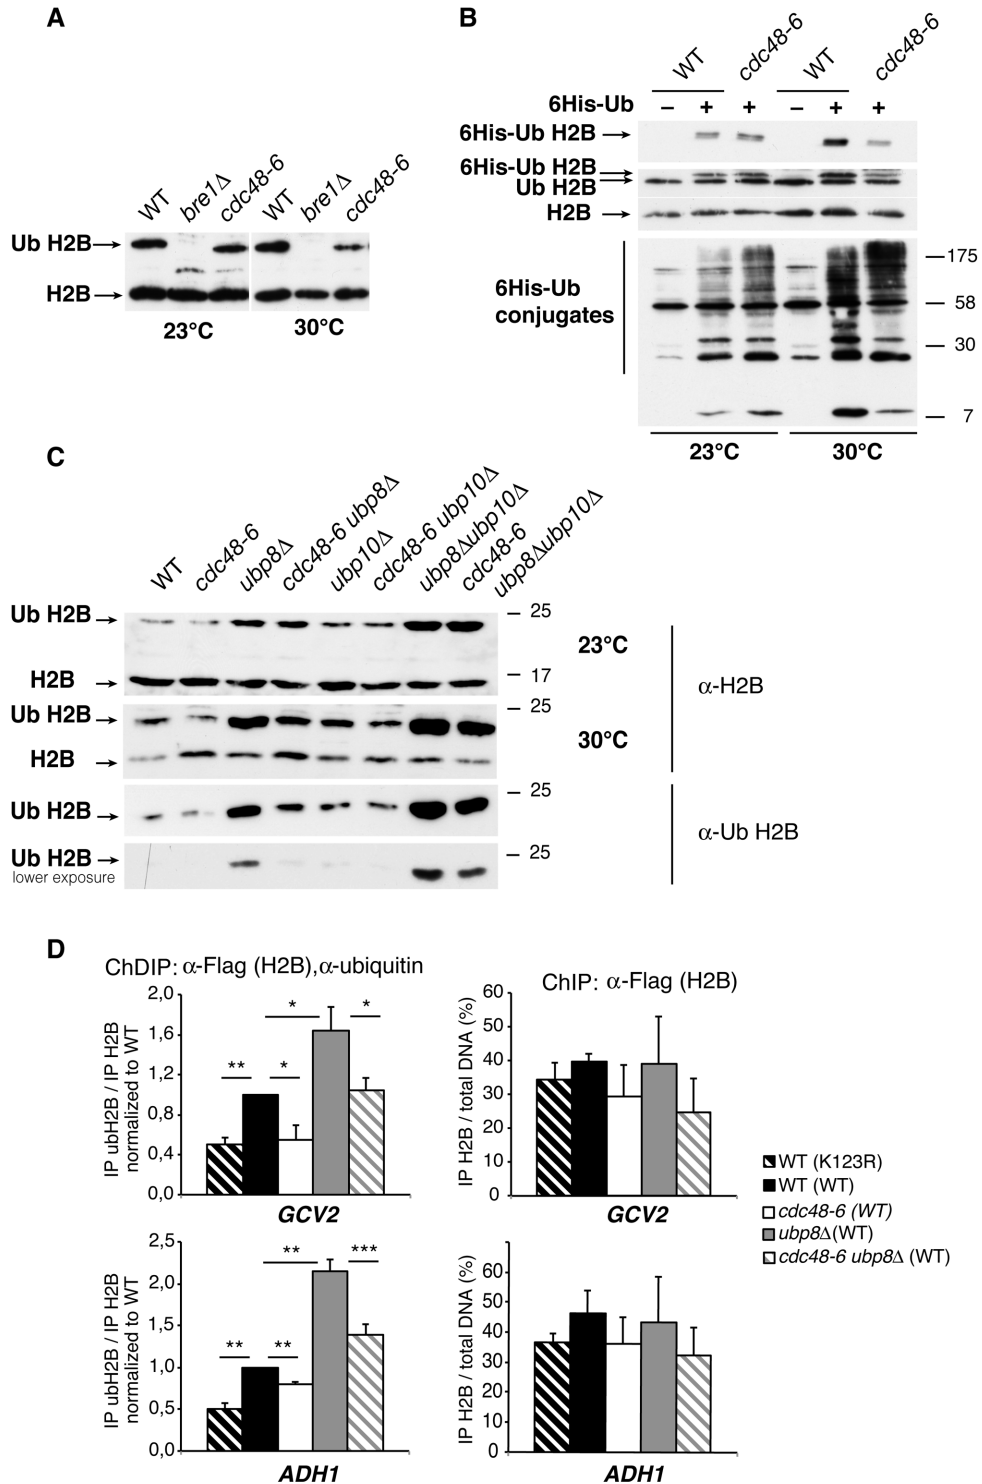 A
WT bre1Δ cdc48-6 WT bre1Δ cdc48-6
Ub H2B
H2B
23°C 30°C
B
WT cdc48-6 WT cdc48-6
6His-Ub – + + – + +
6His-Ub H2B
6His-Ub H2B
Ub H2B
H2B
6His-Ub
conjugates
175
58
30
7
23°C 30°C
C
WT cdc48-6 ubp8Δ cdc48-6 ubp8Δ ubp10Δ cdc48-6 ubp10Δ ubp8Δubp10Δ cdc48-6
ubp8Δubp10Δ
Ub H2B 25
23°C
H2B 17
α-H2B
Ub H2B 25
30°C
H2B
Ub H2B 25
α-Ub H2B
Ub H2B 25
lower exposure
D
ChDIP: α-Flag (H2B),α-ubiquitin
IP ubH2B / IP H2B
normalized to WT
2,0
1,6
1,2
0,8
0,4
0,0
** * * *
GCV2
ChIP: α-Flag (H2B)
IP H2B / total DNA (%)
60
50
40
30
20
10
0
GCV2
IP ubH2B / IP H2B
normalized to WT
2,5
2,0
1,5
1,0
0,5
0,0
** ** ** ***
ADH1
IP H2B / total DNA (%)
60
50
40
30
20
10
0
ADH1
WT (K123R)
WT (WT)
cdc48-6 (WT)
ubp8Δ(WT)
cdc48-6 ubp8Δ (WT)